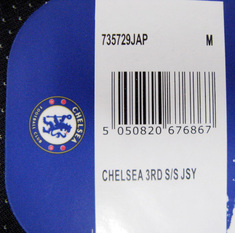 735729JAP M
5 050820 676867
CHELSEA 3RD S/S JSY
CHELSEA
FOOTBALL CLUB